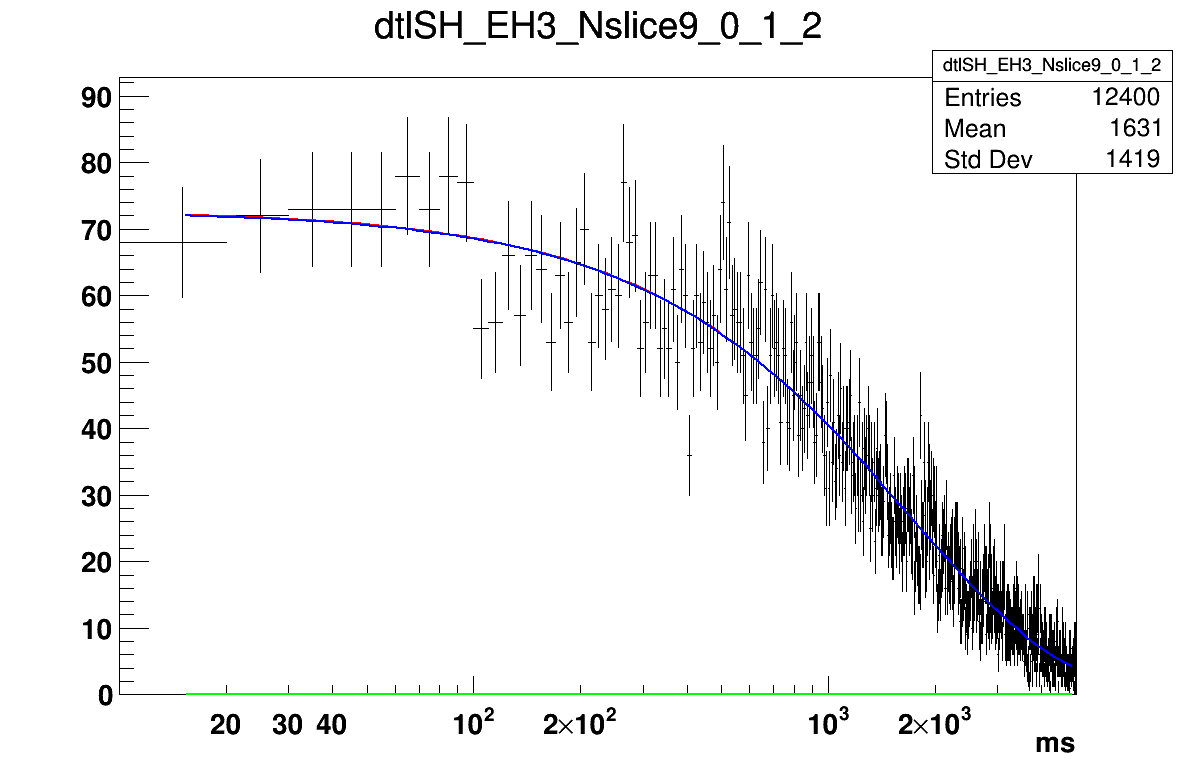 dtlSH_EH3_Nslice9_0_1_2
dtlSH_EH3_Nslice9_0_1_2
Entries 12400
Mean 1631
Std Dev 1419
90
80
70
60
50
40
30
20
10
0
20 30 40 10² 2×10² 10³ 2×10³
ms